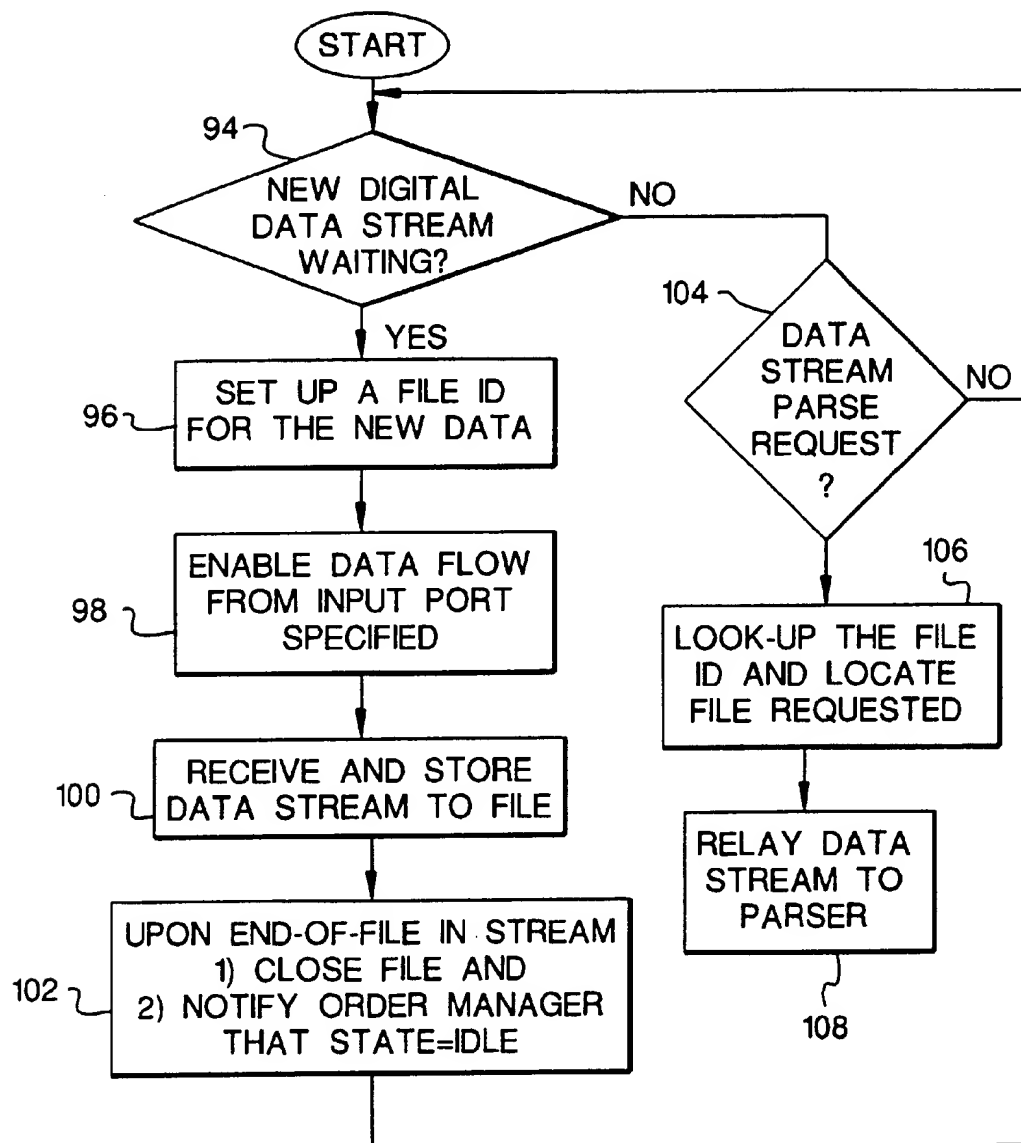 START
94
NEW DIGITAL
DATA STREAM
WAITING?
NO
YES
104
DATA
STREAM
PARSE
REQUEST
?
NO
96
SET UP A FILE ID
FOR THE NEW DATA
98
ENABLE DATA FLOW
FROM INPUT PORT
SPECIFIED
106
LOOK-UP THE FILE
ID AND LOCATE
FILE REQUESTED
100
RECEIVE AND STORE
DATA STREAM TO FILE
RELAY DATA
STREAM TO
PARSER
108
102
UPON END-OF-FILE IN STREAM
1) CLOSE FILE AND
2) NOTIFY ORDER MANAGER
THAT STATE=IDLE